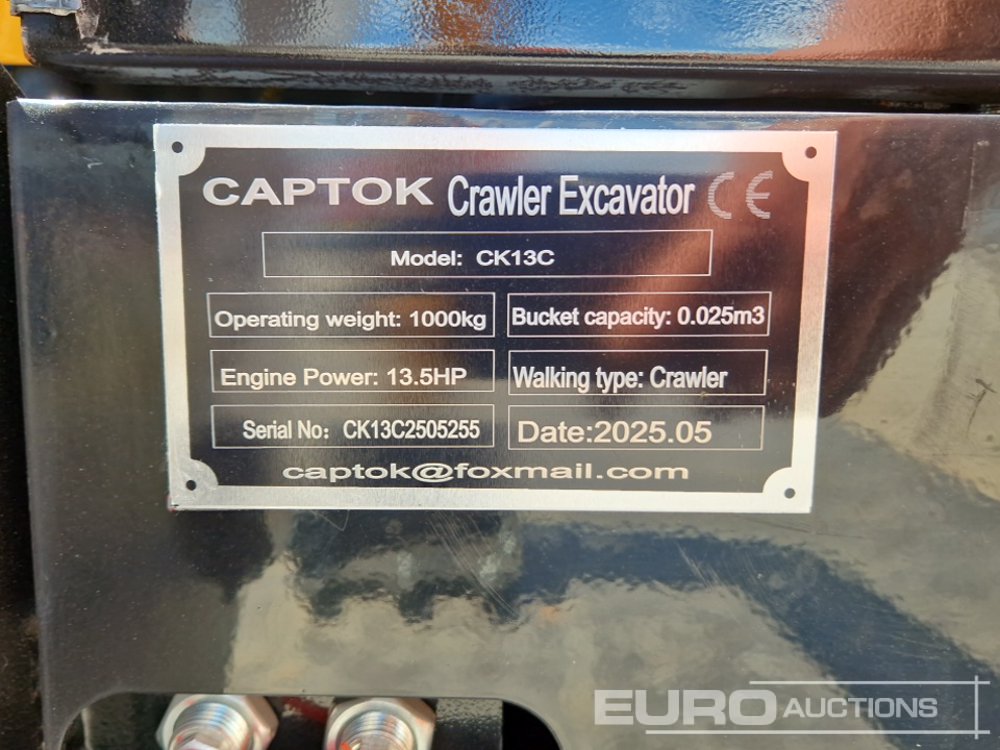 CAPTOK Crawler Excavator CE
Model: CK13C
Operating weight: 1000kg
Bucket capacity: 0.025m3
Engine Power: 13.5HP
Walking type: Crawler
Serial No: CK13C2505255
Date:2025.05
captok@foxmail.com
EURO AUCTIONS